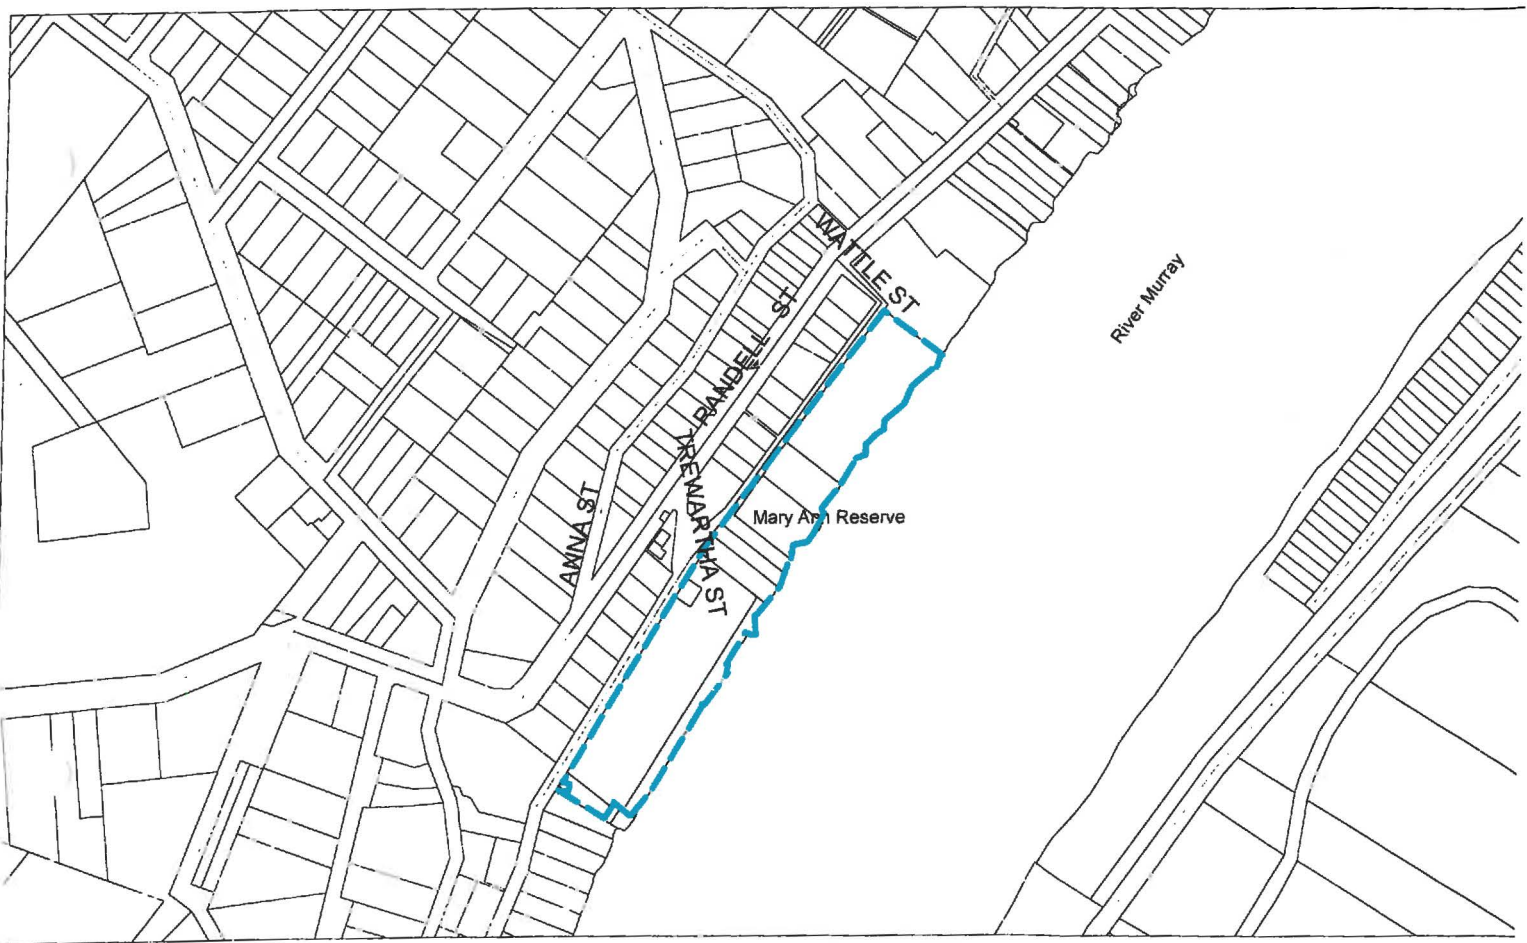 WATTLE ST
River Murray
RANDELL ST
TREWARTHA ST
ANNA ST
Mary Ann Reserve